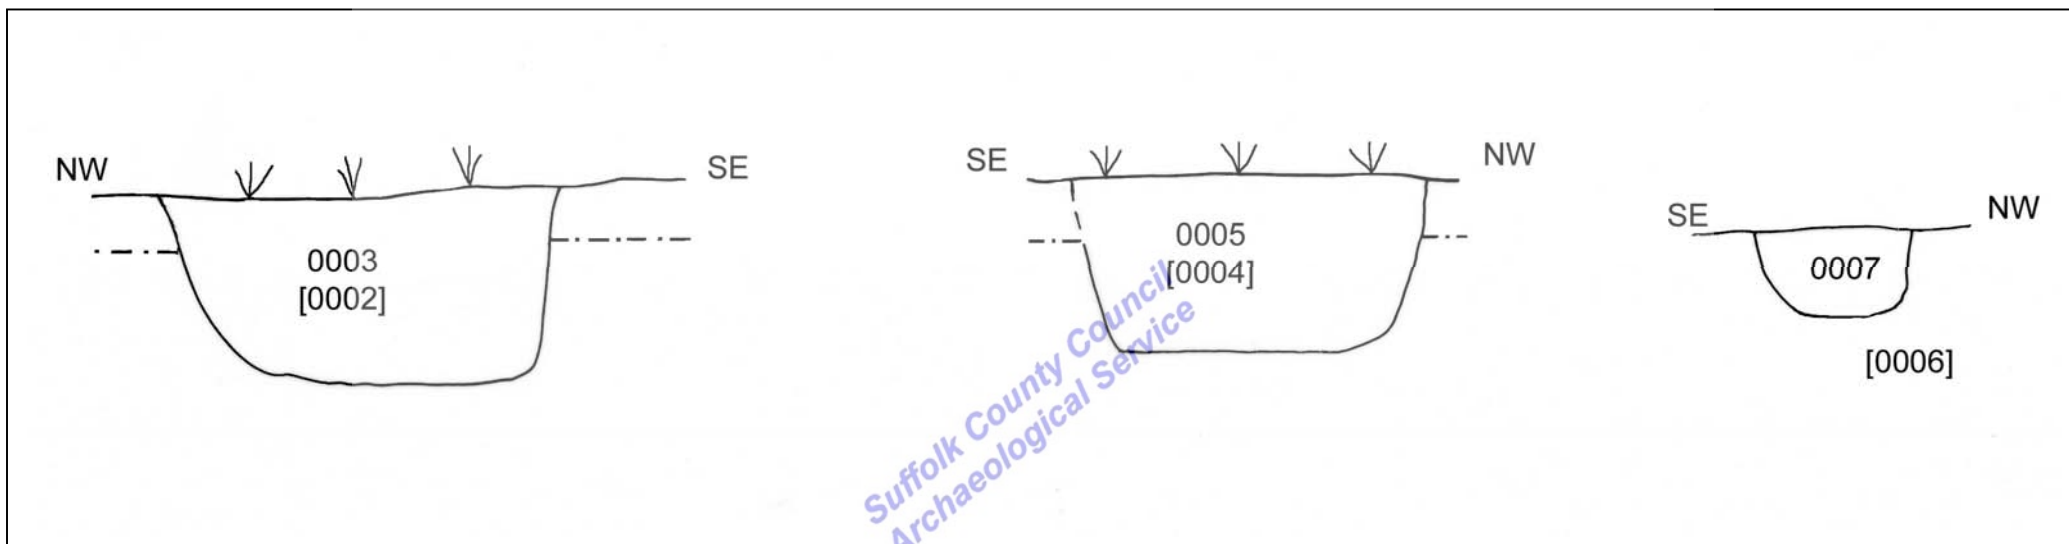 NW
SE
0003
[0002]
SE
NW
0005
[0004]
SE
NW
0007
[0006]
Suffolk County Council
Archaeological Service